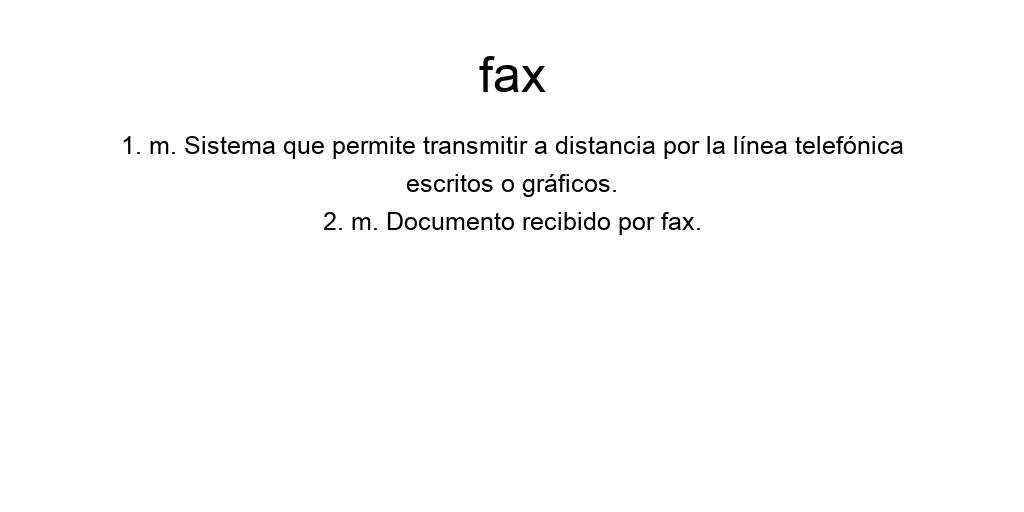 fax
1. m. Sistema que permite transmitir a distancia por la línea telefónica
escritos o gráficos.
2. m. Documento recibido por fax.